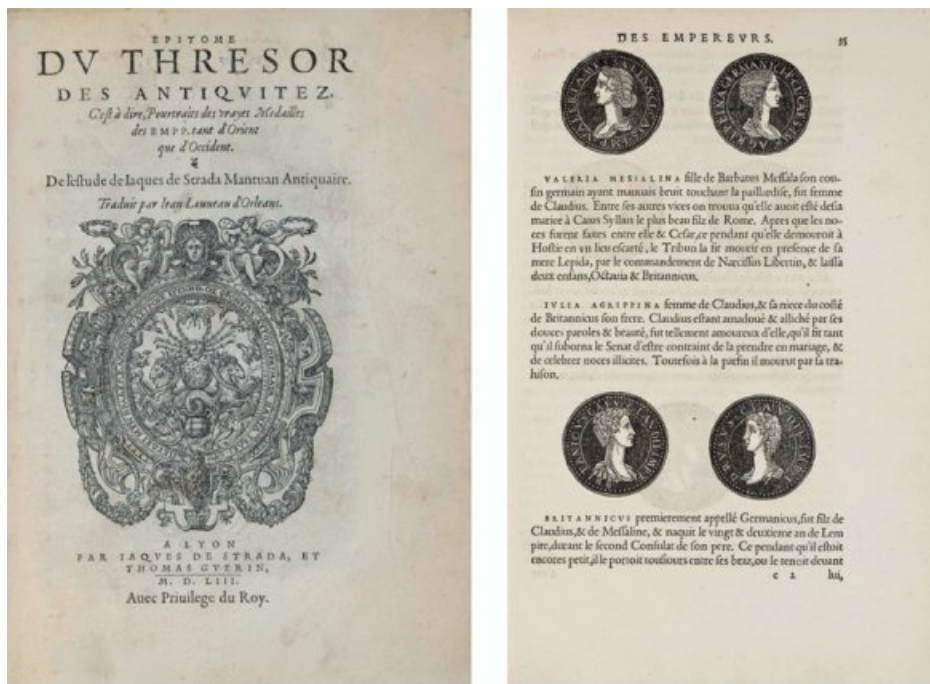 EPITOME
DV THRESOR
DES ANTIQVITEZ.
C'est à dire, Pourtraits des vrayes Medailles
des EMPP. tant d'Orient
que d'Occident.
De l'estude de Iaques de Strada Mantuan Antiquaire.
Traduit par Iean Louueau d'Orleans.
A LYON
PAR IAQVES DE STRADA, ET
THOMAS GVERIN,
M. D. LIII.
Auec Priuilege du Roy.
DES EMPEREVRS. 35
VALERIA MESSALINA fille de Barbatus Messala son cou-
sin germain ayant mauuais bruit touchant la paillardise, fut femme
de Claudius. Entre ses autres vices on trouua qu'elle auoit esté desia
mariée à Caius Syllius le plus beau filz de Rome. Apres que les no-
ces furent faites entre elle & Cesar, ce pendant qu'elle demouroit à
Hostie en vn lieu escarté, le Tribun la fit mourir en presence de sa
mere Lepida, par le commandement de Narcissus Libertin, & laissa
deux enfans, Octauia & Britannicus.
IVLIA AGRIPPINA femme de Claudius, & sa niece du costé
de Britannicus son frere. Claudius estant amadoué & alliché par ses
douces paroles & beauté, fut tellement amoureux d'elle, qu'il fit tant
qu'il suborna le Senat d'estre contraint de la prendre en mariage, &
de celebrer noces illicites. Toutefois à la parfin il mourut par sa tra-
hison.
BRITANNICVS premierement appellé Germanicus, fut filz de
Claudius, & de Messaline, & naquit le vingt & deuxieme an de Lem
pire, durant le second Consulat de son pere. Ce pendant qu'il estoit
encores petit, il le portoit tousiours entre ses braz, ou le tenoit deuant
c 2 lui,